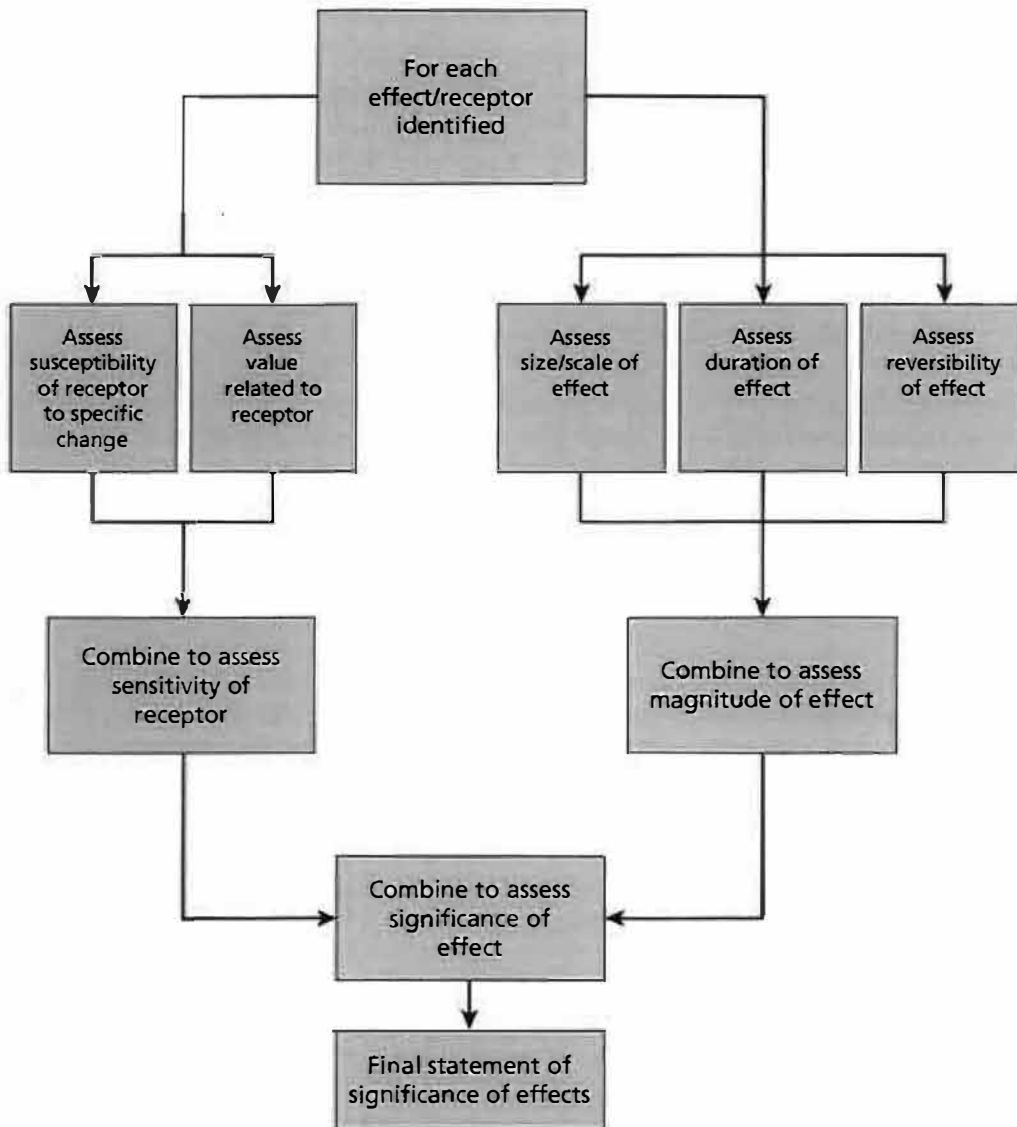 For each
effect/receptor
identified
Assess
susceptibility
of receptor
to specific
change
Assess
value
related to
receptor
Assess
size/scale of
effect
Assess
duration of
effect
Assess
reversibility
of effect
Combine to assess
sensitivity of
receptor
Combine to assess
magnitude of effect
Combine to assess
significance of
effect
Final statement of
significance of effects